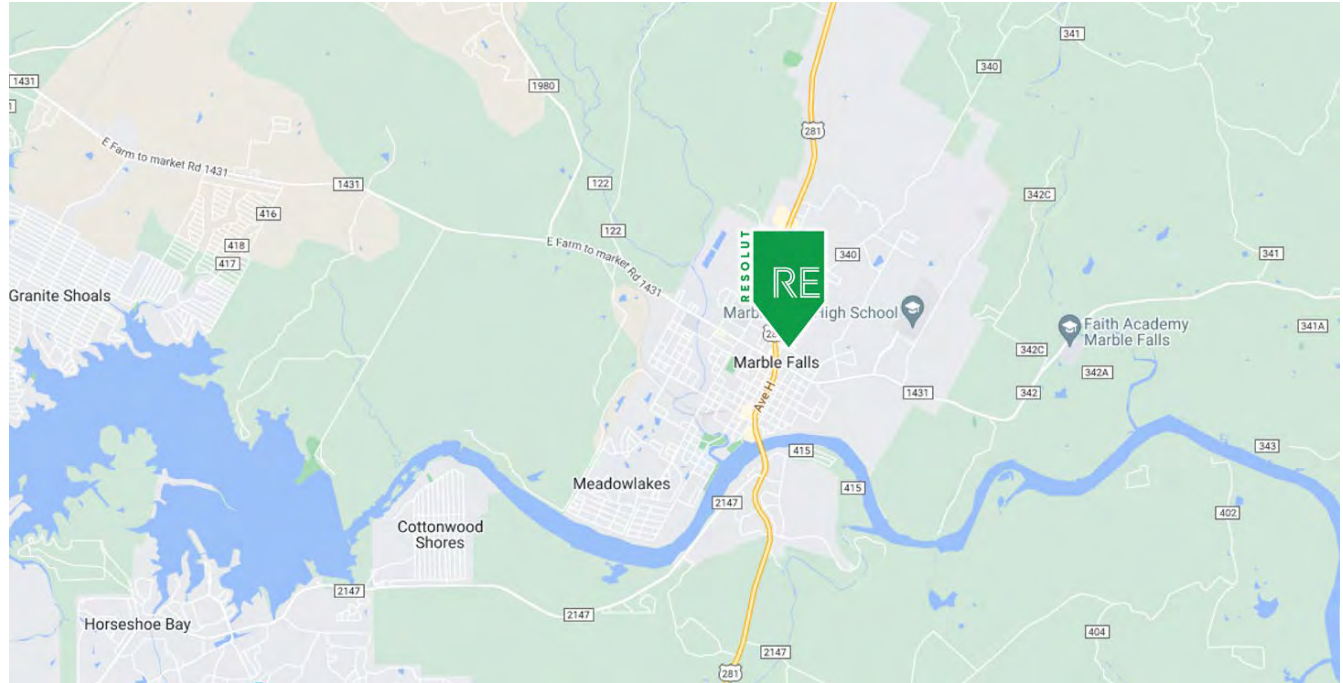 341
340
1431
1980
281
E Farm to market Rd 1431
1431
122
342C
416
418
417
122
E Farm to market Rd 1431
RESOLUT
RE
340
341
Granite Shoals
High School
Faith Academy
Marble Falls
341A
342C
342A
Marble Falls
1431
342
Ave H
415
343
Meadowlakes
2147
415
402
Cottonwood
Shores
2147
2147
Horseshoe Bay
404
2147
281